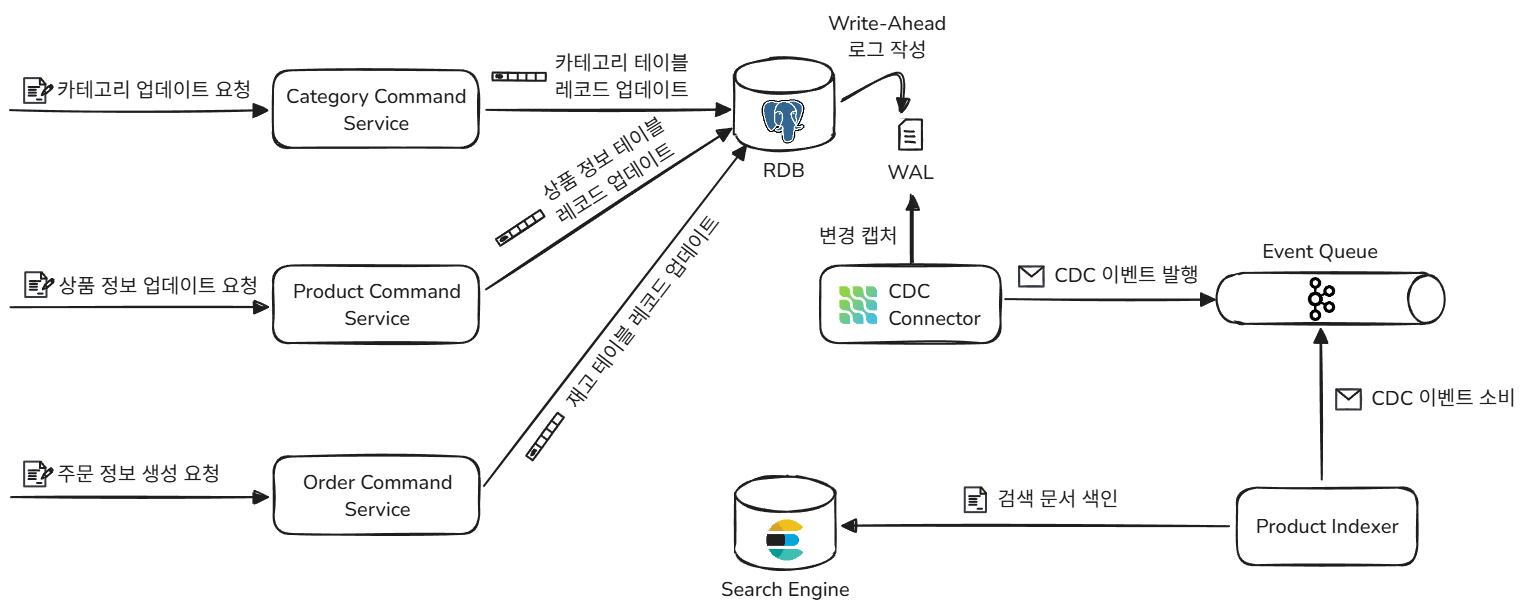 Write-Ahead
로그 작성
카테고리 업데이트 요청
Category Command
Service
카테고리 테이블
레코드 업데이트
RDB
WAL
상품 정보 테이블
레코드 업데이트
변경 캡처
상품 정보 업데이트 요청
Product Command
Service
재고 테이블 레코드 업데이트
CDC
Connector
CDC 이벤트 발행
Event Queue
CDC 이벤트 소비
주문 정보 생성 요청
Order Command
Service
검색 문서 색인
Product Indexer
Search Engine